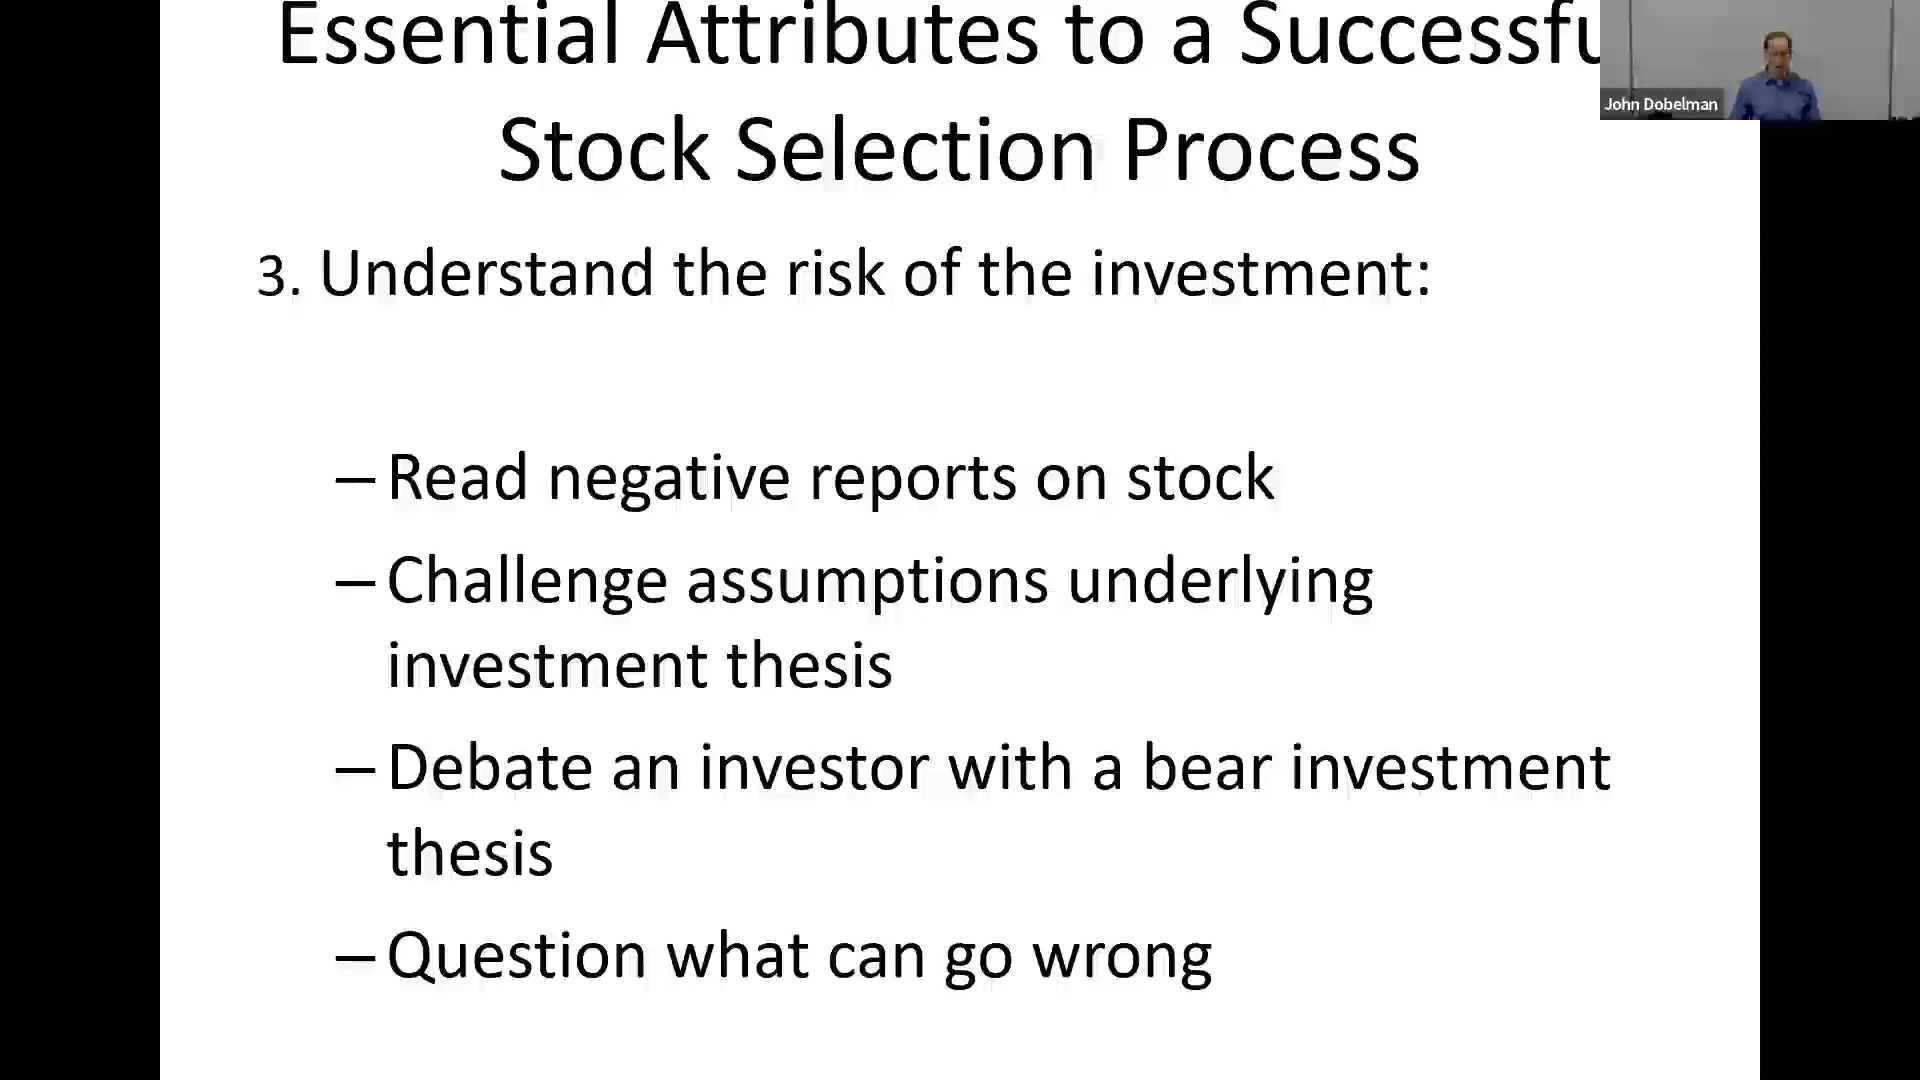 Essential Attributes to a Successfu
Stock Selection Process
John Dobelman
3. Understand the risk of the investment:
– Read negative reports on stock
– Challenge assumptions underlying
investment thesis
– Debate an investor with a bear investment
thesis
– Question what can go wrong